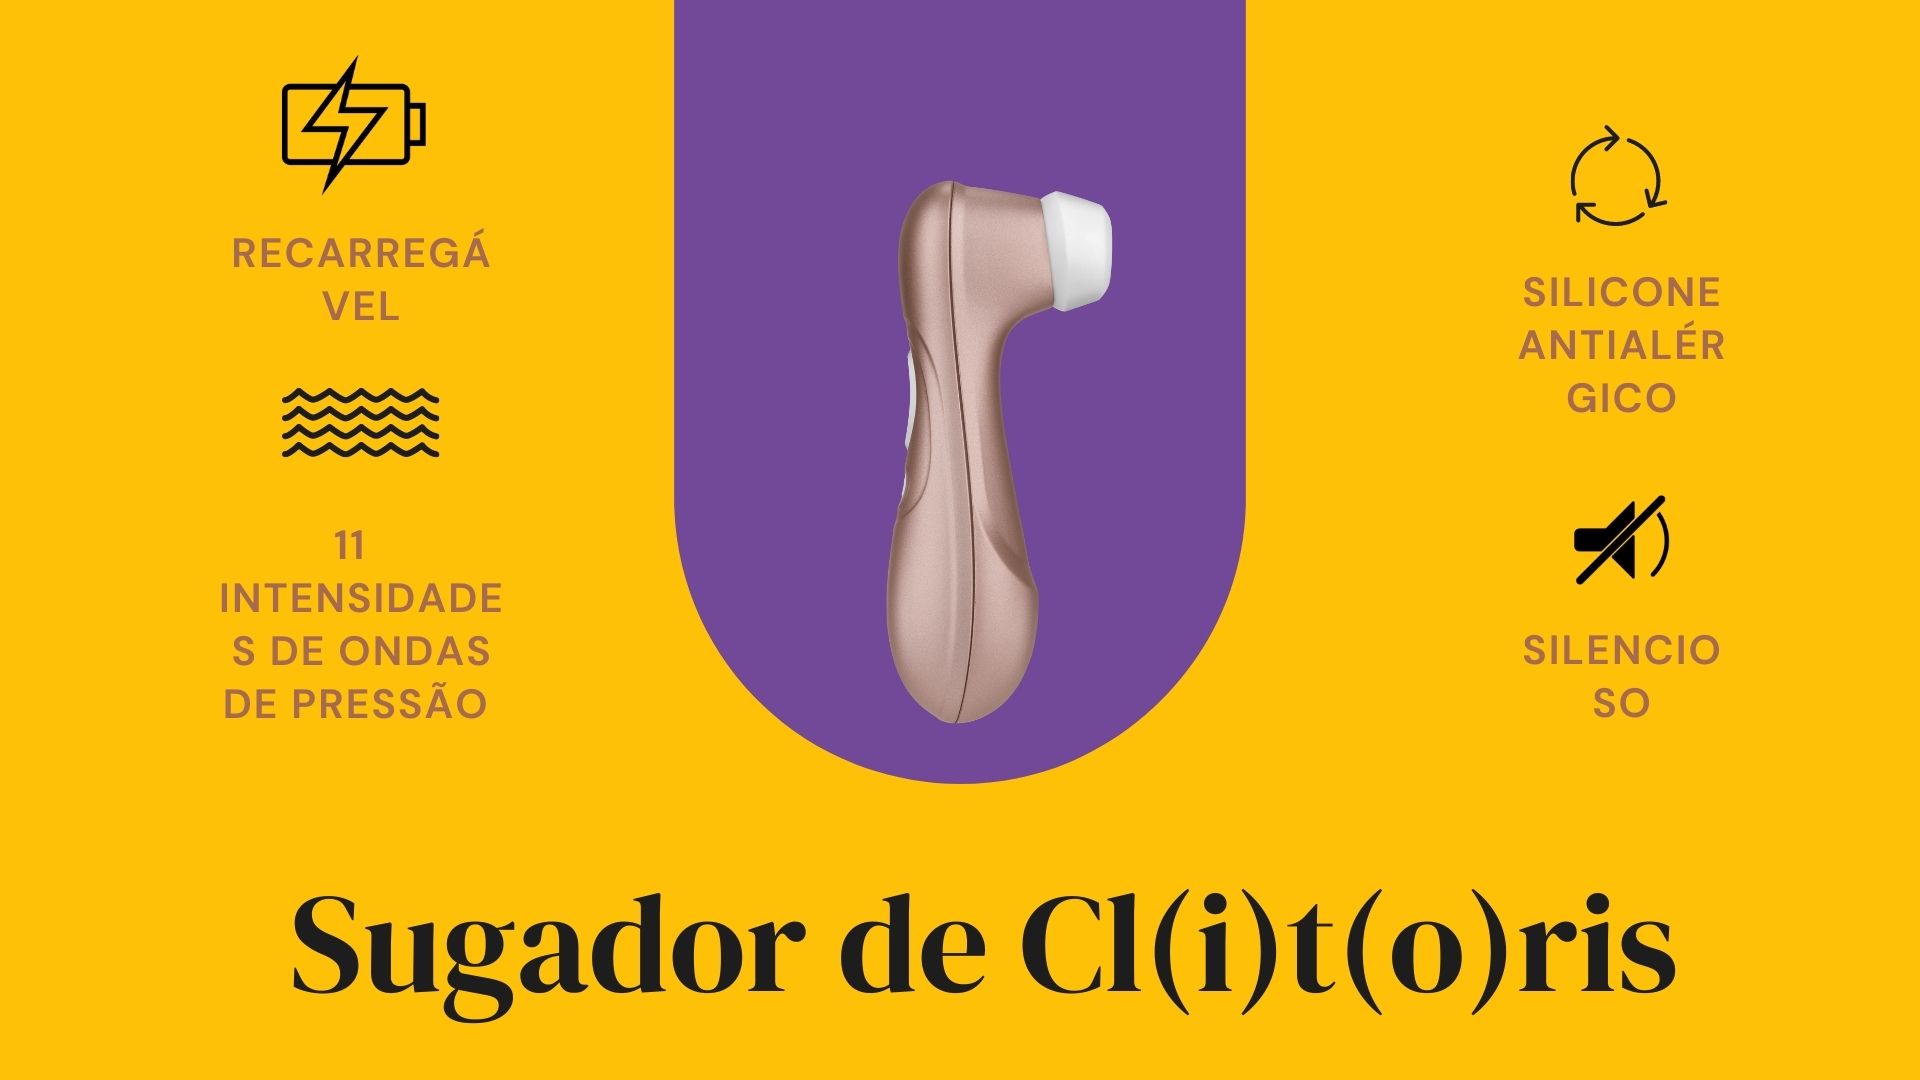 RECARREGÁ
VEL
11
INTENSIDADE
S DE ONDAS
DE PRESSÃO
SILICONE
ANTIALÉR
GICO
SILENCIO
SO
Sugador de Cl(i)t(o)ris